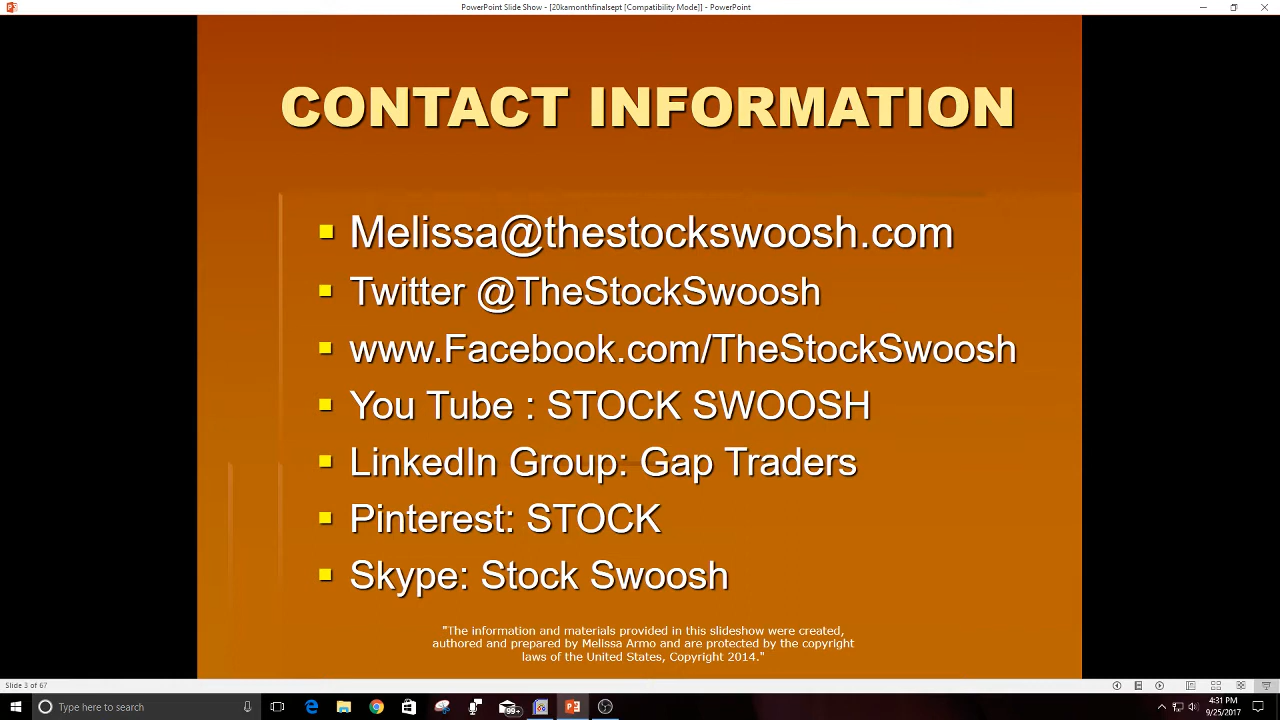 PowerPoint Slide Show - [20kamonthfinalsept [Compatibility Mode]] - PowerPoint
CONTACT INFORMATION
Melissa@thestockswoosh.com
Twitter @TheStockSwoosh
www.Facebook.com/TheStockSwoosh
You Tube : STOCK SWOOSH
LinkedIn Group: Gap Traders
Pinterest: STOCK
Skype: Stock Swoosh
"The information and materials provided in this slideshow were created,
authored and prepared by Melissa Armo and are protected by the copyright
laws of the United States, Copyright 2014."
Slide 3 of 67
Type here to search
99+
4:31 PM
9/25/2017